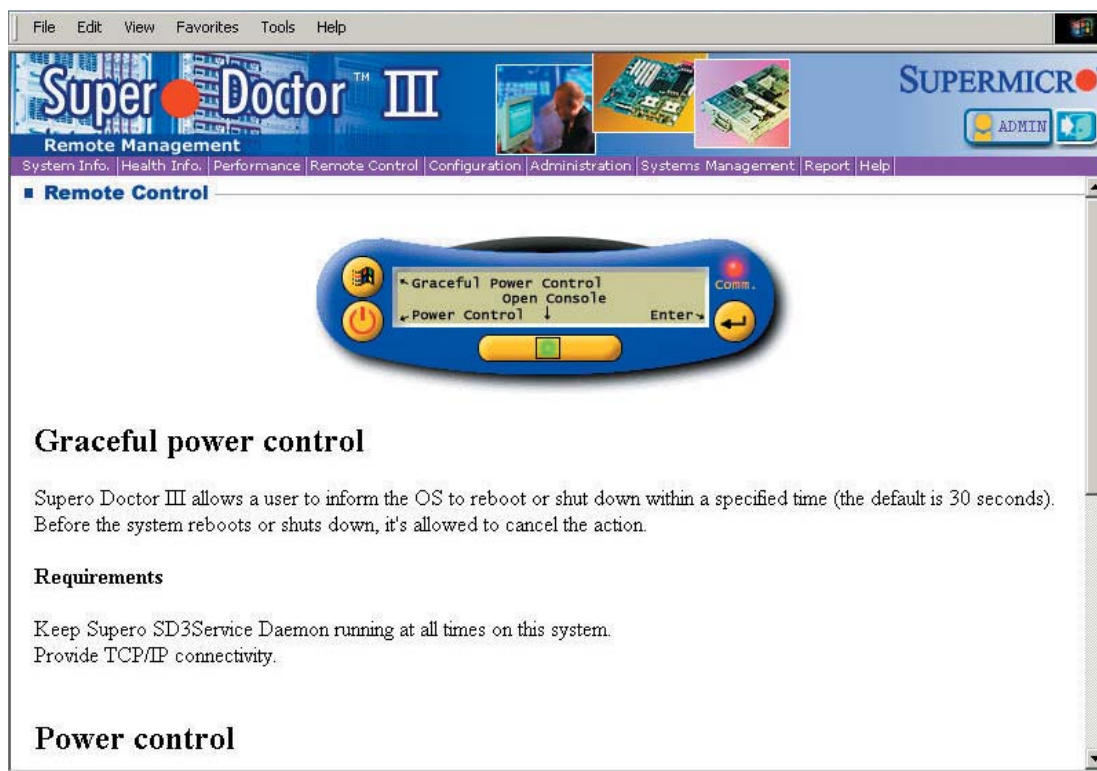 File Edit View Favorites Tools Help
Super Doctor™ III
SUPERMICR
Remote Management
ADMIN
System Info. Health Info. Performance Remote Control Configuration Administration Systems Management Report Help
Remote Control
Graceful Power Control
Comm.
Open Console
Power Control Enter
Graceful power control
Supero Doctor III allows a user to inform the OS to reboot or shut down within a specified time (the default is 30 seconds).
Before the system reboots or shuts down, it's allowed to cancel the action.
Requirements
Keep Supero SD3Service Daemon running at all times on this system.
Provide TCP/IP connectivity.
Power control